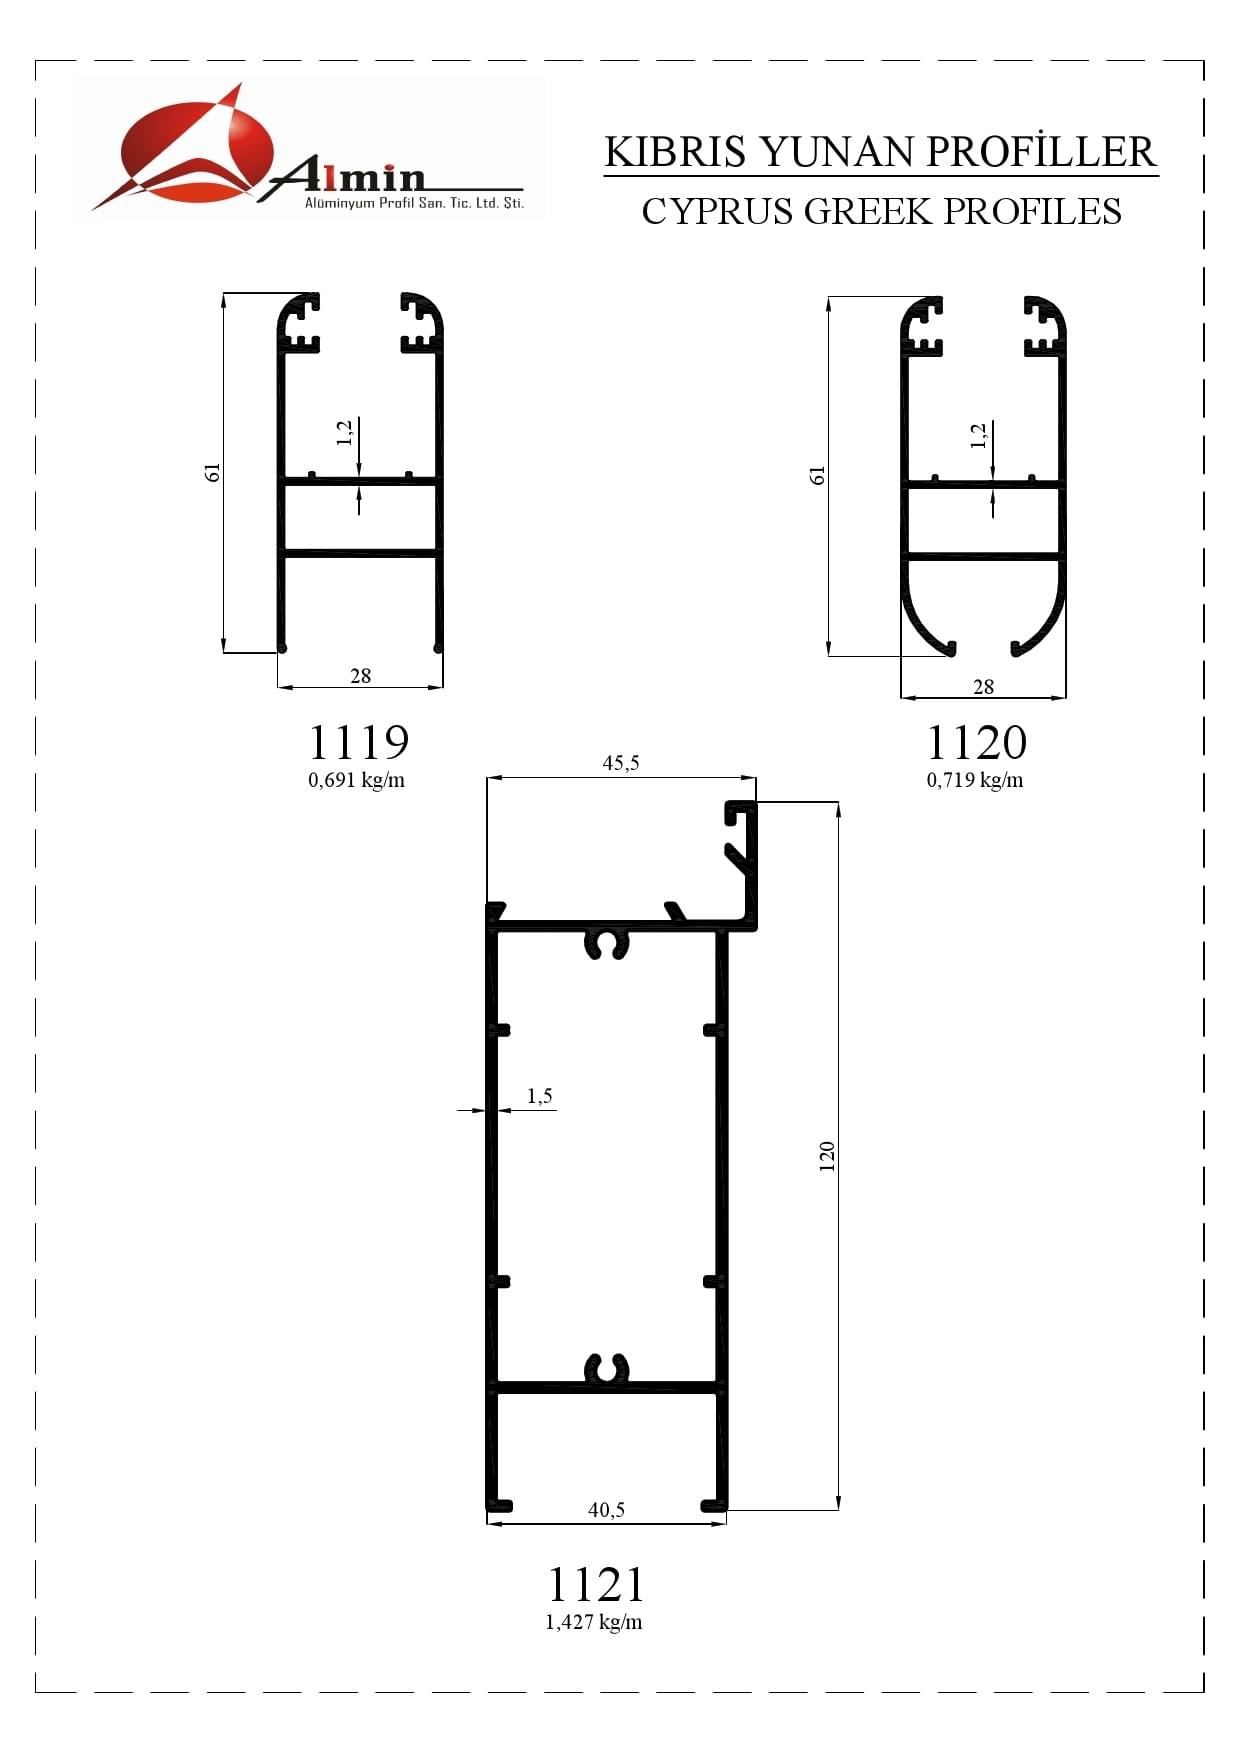 Almin
Alüminyum Profil San. Tic. Ltd. Şti.
KIBRIS YUNAN PROFİLLER
CYPRUS GREEK PROFILES
61
1,2
28
1119
0,691 kg/m
61
1,2
28
1120
0,719 kg/m
45,5
1,5
120
40,5
1121
1,427 kg/m